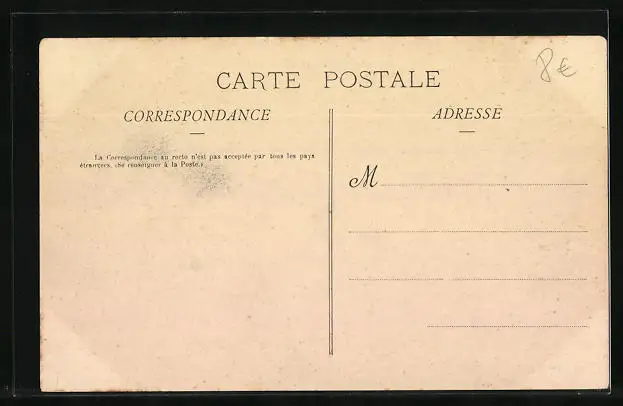 8€
CARTE POSTALE
CORRESPONDANCE
ADRESSE
La Correspondance au recto n'est pas acceptée par tous les pays
étrangers. (Se renseigner à la Poste.)
M